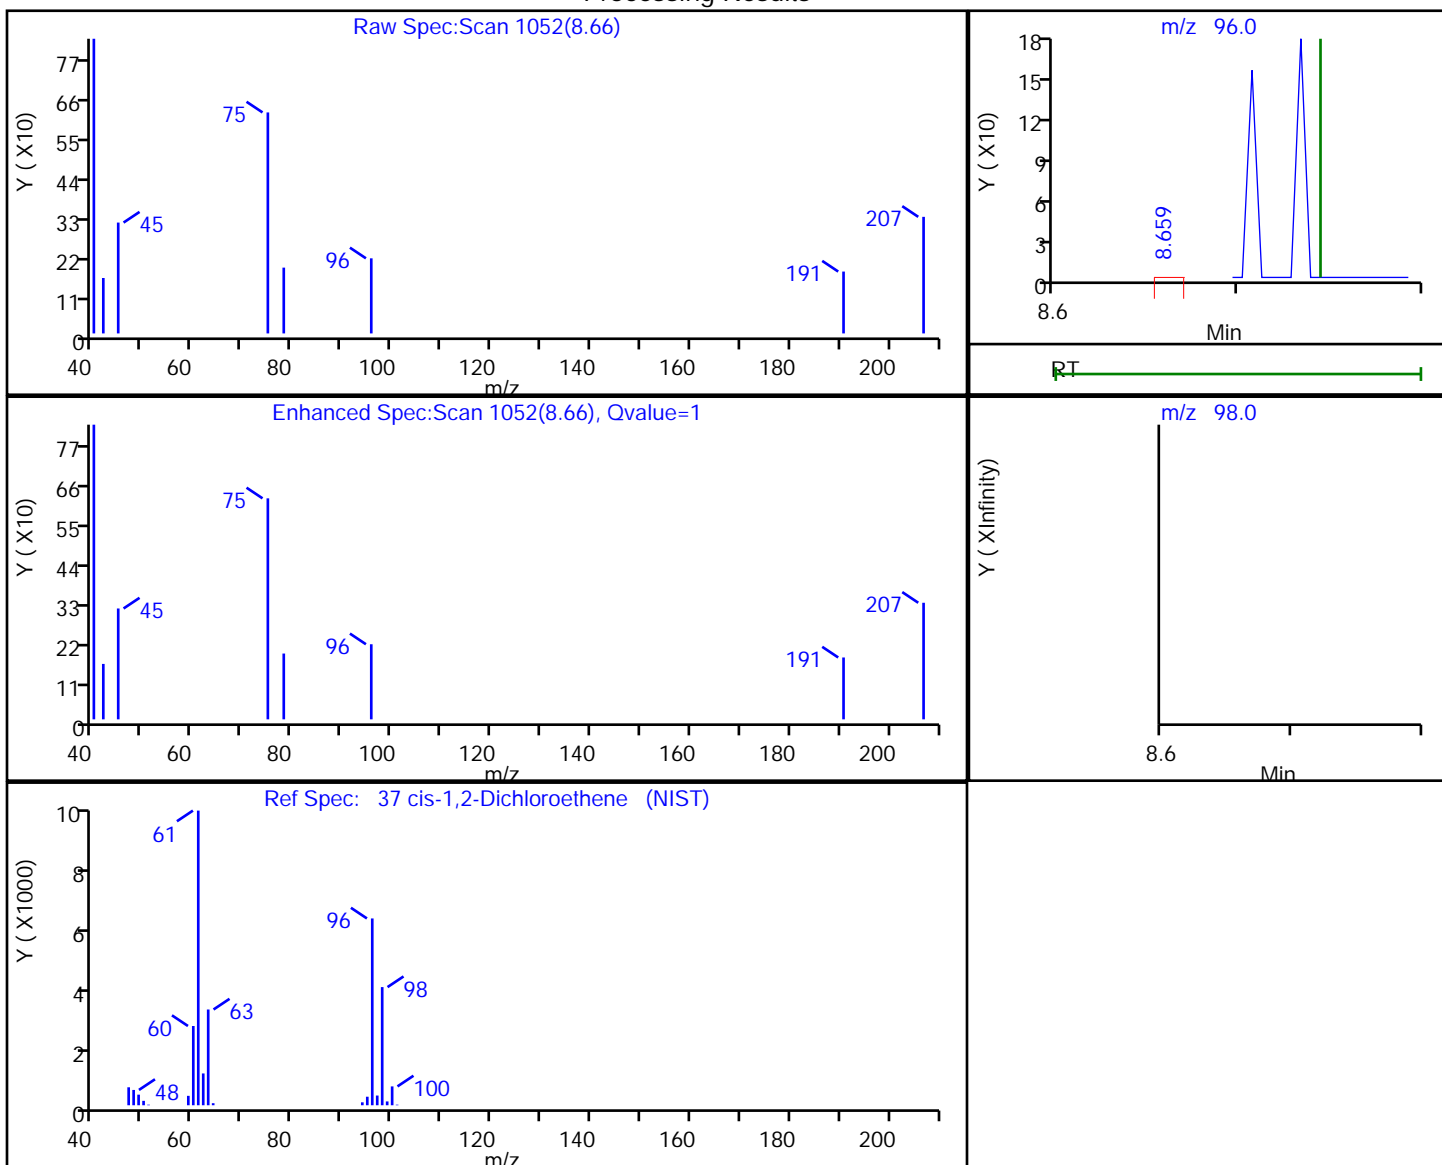 Processing Results
Raw Spec:Scan 1052(8.66)
Y ( X10)
77
66
55
44
33
22
11
0
45
75
96
191
207
40 60 80 100 120 140 160 180 200
m/z
m/z 96.0
Y ( X10)
18
15
12
9
6
3
0
8.659
8.6
Min
RT
Enhanced Spec:Scan 1052(8.66), Qvalue=1
Y ( X10)
77
66
55
44
33
22
11
0
45
75
96
191
207
40 60 80 100 120 140 160 180 200
m/z
m/z 98.0
Y ( XInfinity)
8.6
Min
Ref Spec: 37 cis-1,2-Dichloroethene (NIST)
Y ( X1000)
10
8
6
4
2
0
61
60
63
48
96
98
100
40 60 80 100 120 140 160 180 200
m/z